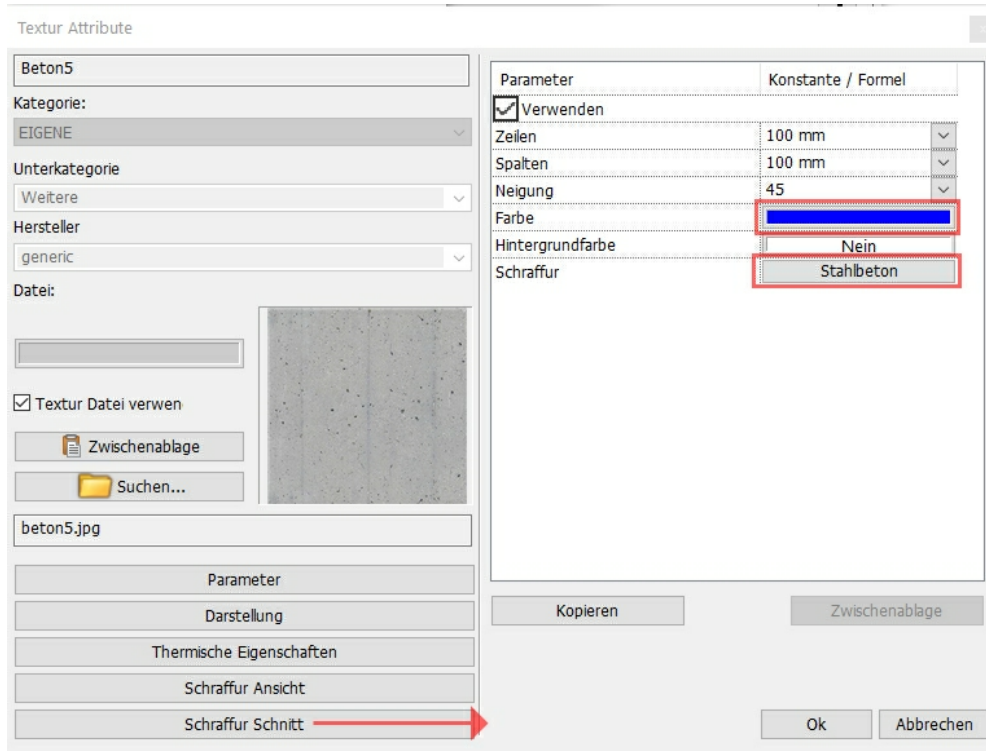 Textur Attribute
Beton5
Kategorie:
EIGENE
Unterkategorie
Weitere
Hersteller
generic
Datei:
Textur Datei verwen
Zwischenablage
Suchen...
beton5.jpg
Parameter
Darstellung
Thermische Eigenschaften
Schraffur Ansicht
Schraffur Schnitt
Parameter Konstante / Formel
Verwenden
Zeilen 100 mm
Spalten 100 mm
Neigung 45
Farbe
Hintergrundfarbe Nein
Schraffur Stahlbeton
Kopieren Zwischenablage
Ok Abbrechen